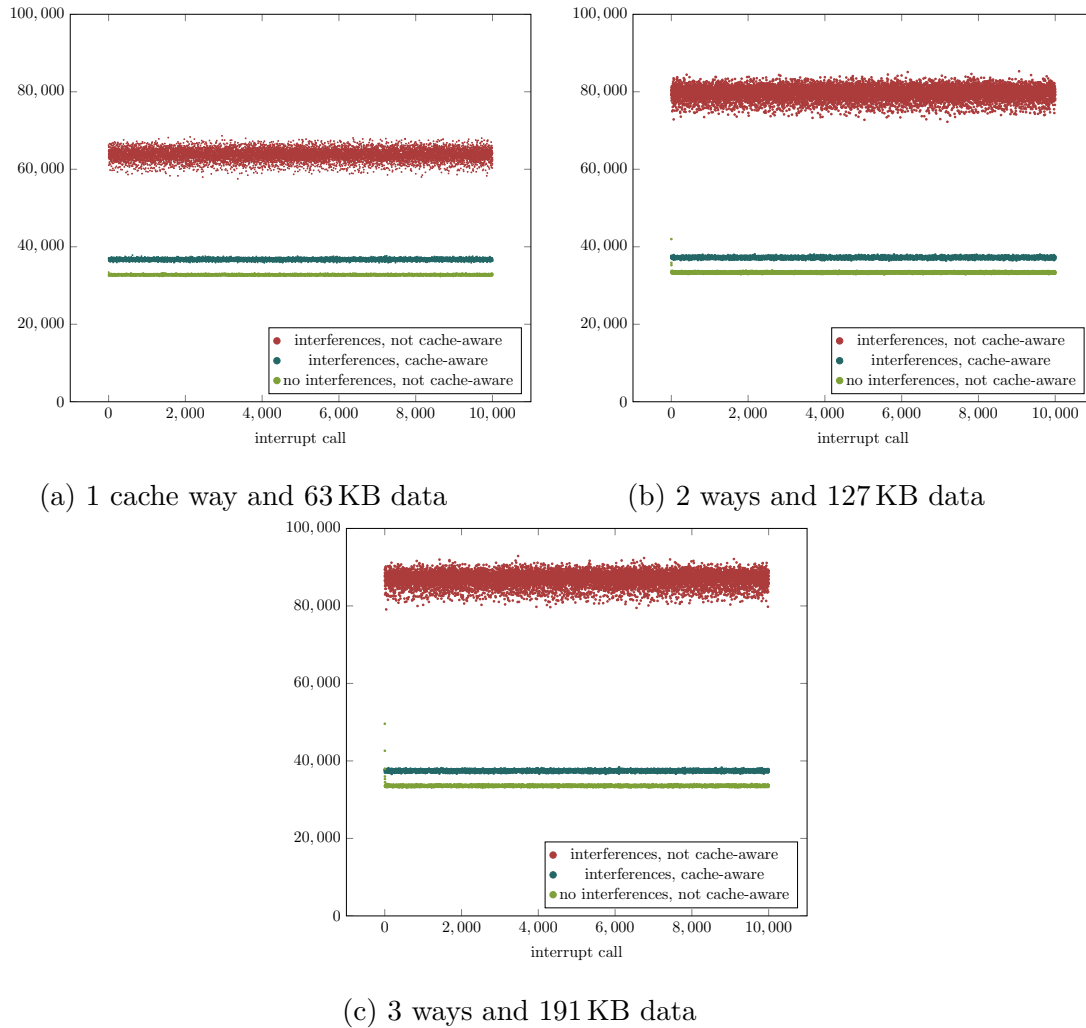 100, 000
80, 000
60, 000
40, 000
20, 000
0
0 2, 000 4, 000 6, 000 8, 000 10, 000
interrupt call
interferences, not cache-aware
interferences, cache-aware
no interferences, not cache-aware
(a) 1 cache way and 63 KB data
100, 000
80, 000
60, 000
40, 000
20, 000
0
0 2, 000 4, 000 6, 000 8, 000 10, 000
interrupt call
interferences, not cache-aware
interferences, cache-aware
no interferences, not cache-aware
(b) 2 ways and 127 KB data
100, 000
80, 000
60, 000
40, 000
20, 000
0
0 2, 000 4, 000 6, 000 8, 000 10, 000
interrupt call
interferences, not cache-aware
interferences, cache-aware
no interferences, not cache-aware
(c) 3 ways and 191 KB data